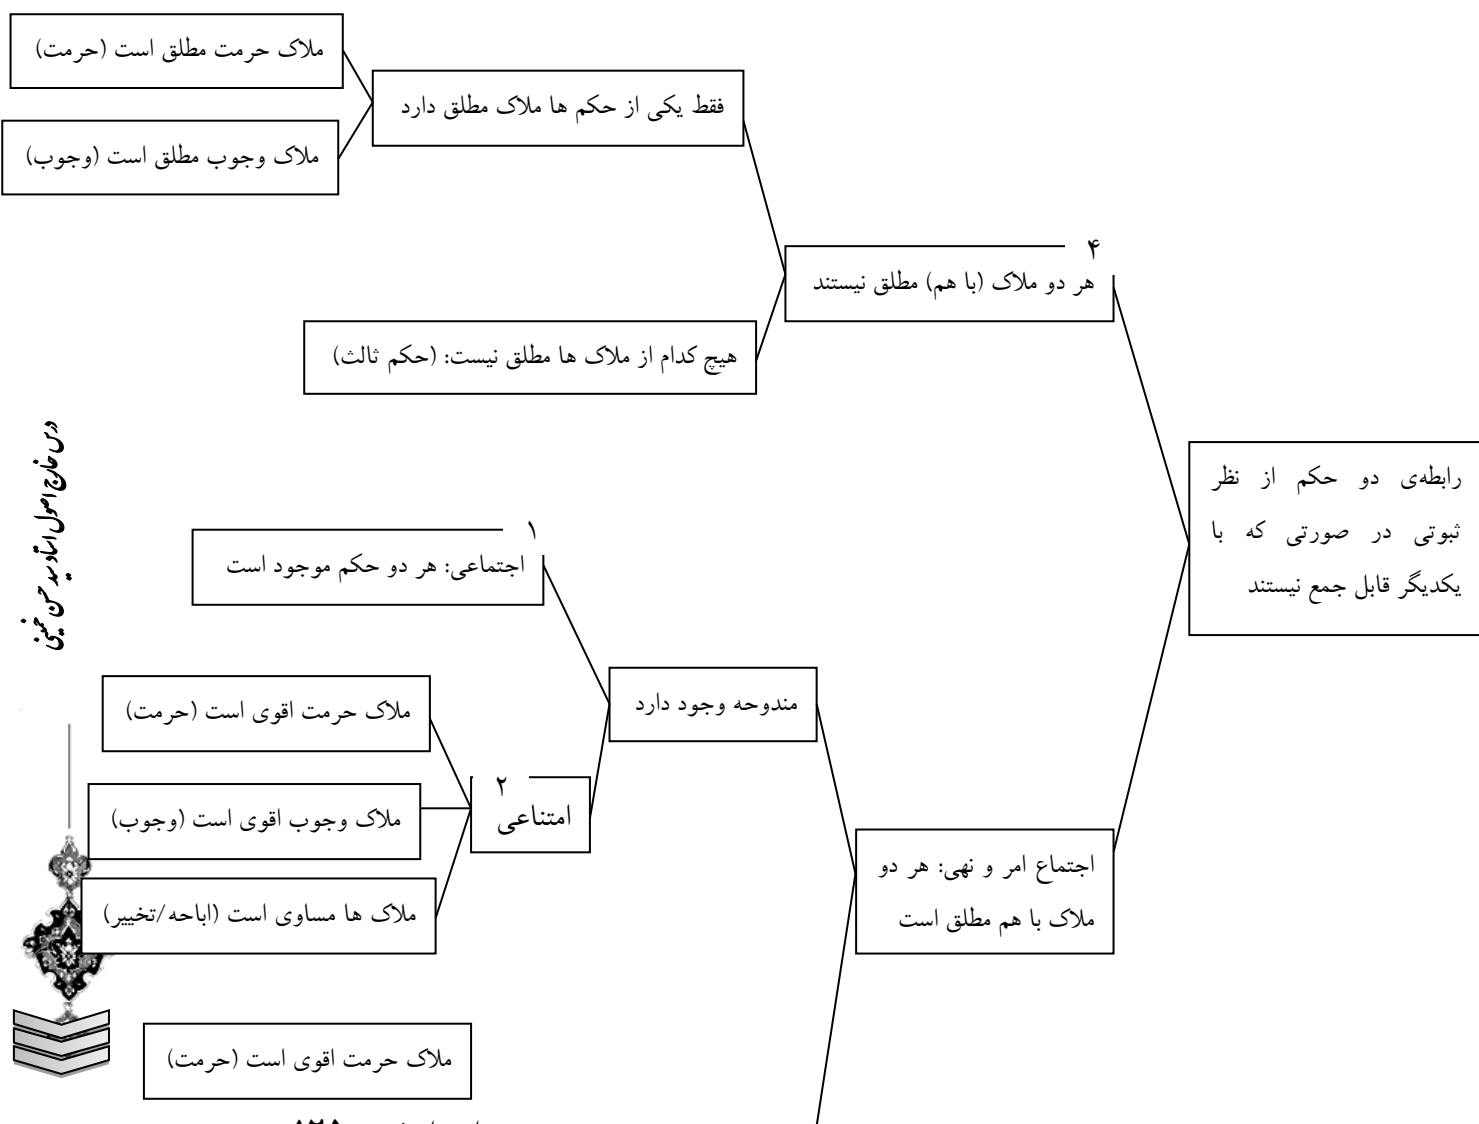 ملاک حرمت مطلق است (حرمت)
فقط یکی از حکم ها ملاک مطلق دارد
ملاک وجوب مطلق است (وجوب)
۴
هر دو ملاک (با هم) مطلق نیستند
هیچ کدام از ملاک ها مطلق نیست: (حکم ثالث)
رابطه‌ی دو حکم از نظر
ثبوتی در صورتی که با
یکدیگر قابل جمع نیستند
درس خارج اصول استاد سید حسن خمینی
۱
اجتماعی: هر دو حکم موجود است
مندوحه وجود دارد
ملاک حرمت اقوی است (حرمت)
۲
امتناعی
ملاک وجوب اقوی است (وجوب)
ملاک ها مساوی است (اباحه/تخییر)
اجتماع امر و نهی: هر دو
ملاک با هم مطلق است
ملاک حرمت اقوی است (حرمت)